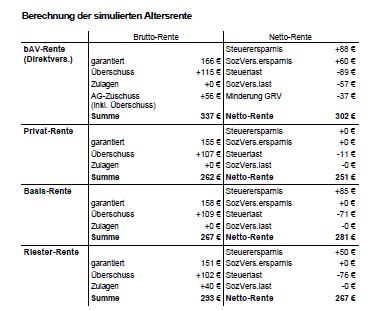 Berechnung der simulierten Altersrente
Brutto-Rente Netto-Rente
bAV-Rente Steuerersparnis +88 €
(Direktvers.) garantiert 166 € SozVers.ersparnis +60 €
Überschuss +115 € Steuerlast -89 €
Zulagen +0 € SozVers.last -57 €
AG-Zuschuss +56 € Minderung GRV -37 €
(inkl. Überschuss)
Summe 337 € Netto-Rente 302 €
Privat-Rente Steuerersparnis +0 €
garantiert 155 € SozVers.ersparnis +0 €
Überschuss +107 € Steuerlast -11 €
Zulagen +0 € SozVers.last -0 €
Summe 262 € Netto-Rente 251 €
Basis-Rente Steuerersparnis +85 €
garantiert 158 € SozVers.ersparnis +0 €
Überschuss +109 € Steuerlast -71 €
Zulagen +0 € SozVers.last -0 €
Summe 267 € Netto-Rente 281 €
Riester-Rente Steuerersparnis +50 €
garantiert 151 € SozVers.ersparnis +0 €
Überschuss +102 € Steuerlast -76 €
Zulagen +40 € SozVers.last -0 €
Summe 293 € Netto-Rente 267 €